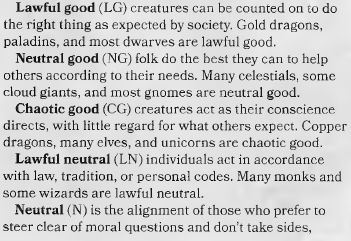 Lawful good (LG) creatures can be counted on to do
the right thing as expected by society. Gold dragons,
paladins, and most dwarves are lawful good.
Neutral good (NG) folk do the best they can to help
others according to their needs. Many celestials, some
cloud giants, and most gnomes are neutral good.
Chaotic good (CG) creatures act as their conscience
directs, with little regard for what others expect. Copper
dragons, many elves, and unicorns are chaotic good.
Lawful neutral (LN) individuals act in accordance
with law, tradition, or personal codes. Many monks and
some wizards are lawful neutral.
Neutral (N) is the alignment of those who prefer to
steer clear of moral questions and don't take sides,